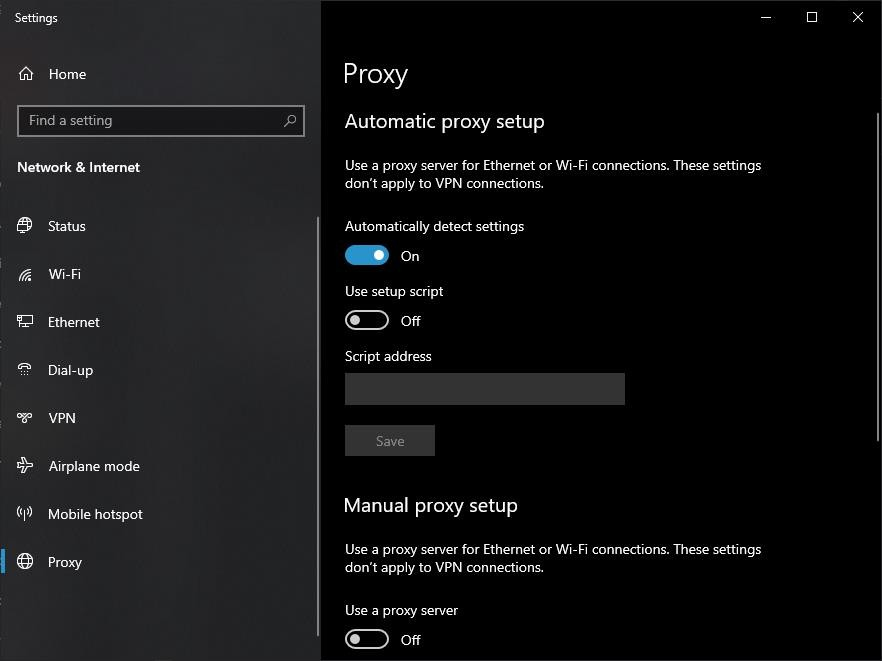 Settings
Home
Find a setting
Network & Internet
Status
Wi-Fi
Ethernet
Dial-up
VPN
Airplane mode
Mobile hotspot
Proxy
Proxy
Automatic proxy setup
Use a proxy server for Ethernet or Wi-Fi connections. These settings
don’t apply to VPN connections.
Automatically detect settings
On
Use setup script
Off
Script address
Save
Manual proxy setup
Use a proxy server for Ethernet or Wi-Fi connections. These settings
don’t apply to VPN connections.
Use a proxy server
Off